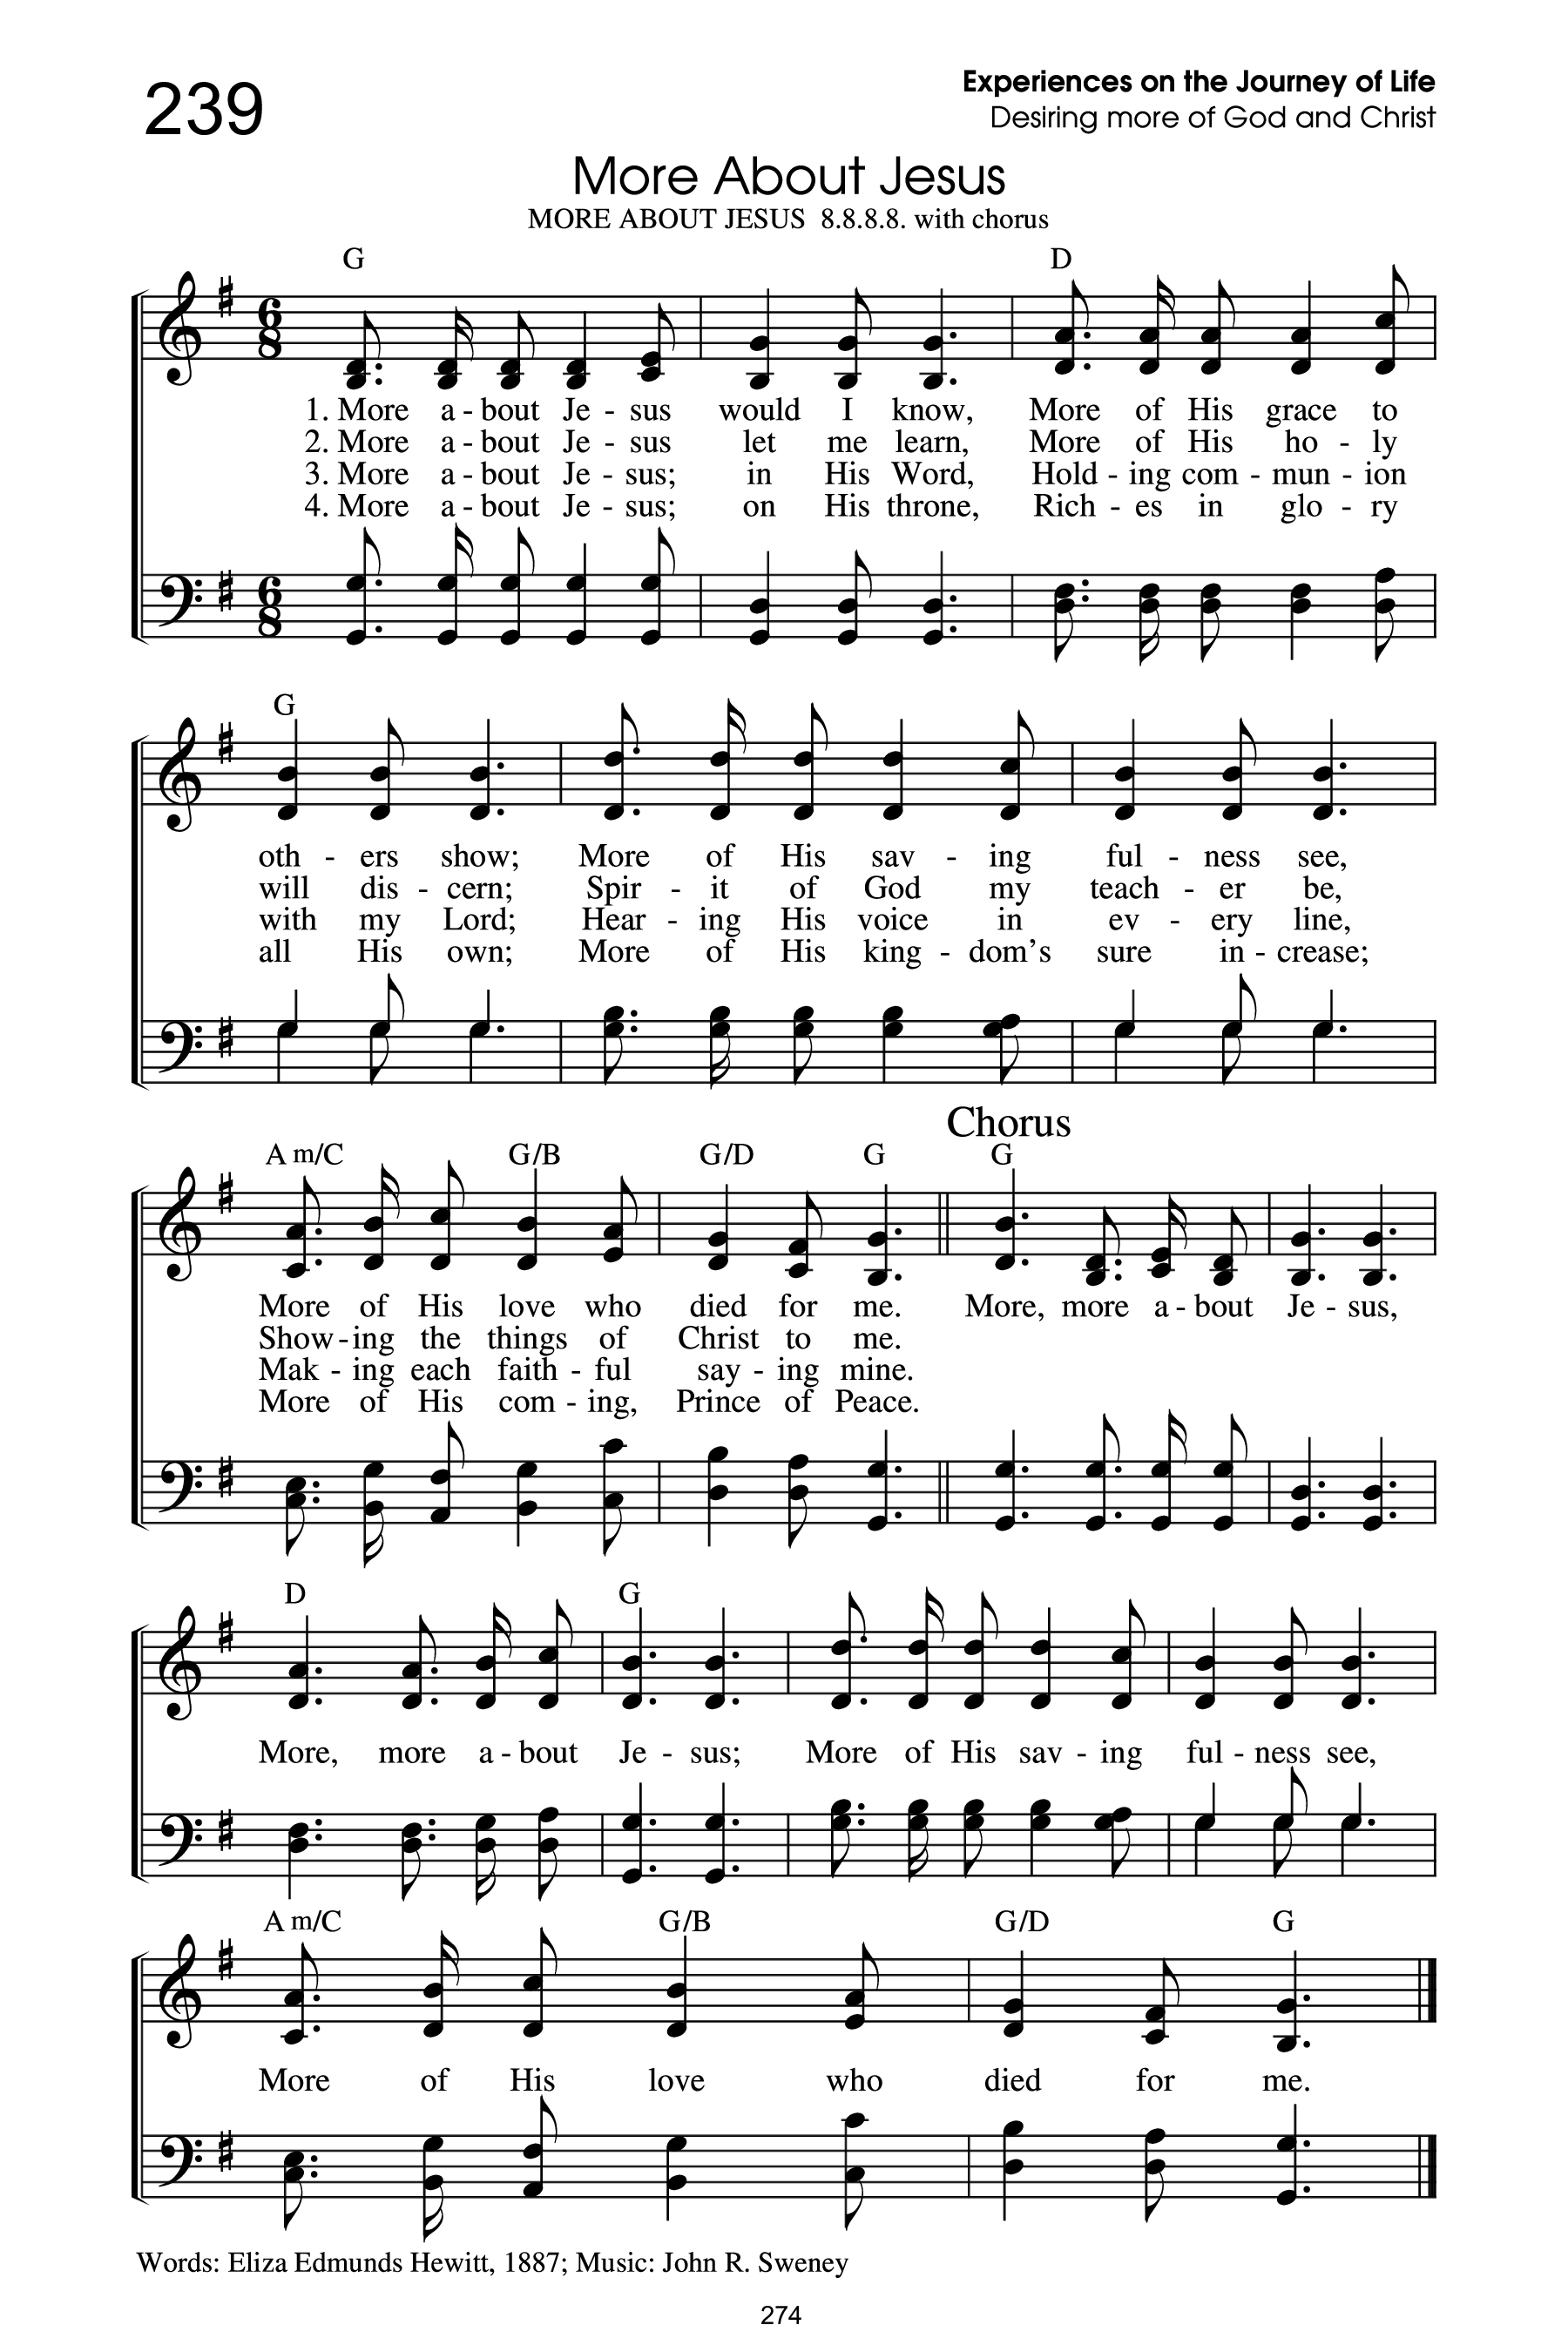 239
Experiences on the Journey of Life
Desiring more of God and Christ
More About Jesus
MORE ABOUT JESUS 8.8.8.8. with chorus
G D
1. More a - bout Je - sus would I know, More of His grace to
2. More a - bout Je - sus let me learn, More of His ho - ly
3. More a - bout Je - sus; in His Word, Hold - ing com - mun - ion
4. More a - bout Je - sus; on His throne, Rich - es in glo - ry
G
oth - ers show; More of His sav - ing ful - ness see,
will dis - cern; Spir - it of God my teach - er be,
with my Lord; Hear - ing His voice in ev - ery line,
all His own; More of His king - dom's sure in - crease;
Chorus
A m/C G/B G/D G G
More of His love who died for me. More, more a - bout Je - sus,
Show - ing the things of Christ to me.
Mak - ing each faith - ful say - ing mine.
More of His com - ing, Prince of Peace.
D G
More, more a - bout Je - sus; More of His sav - ing ful - ness see,
A m/C G/B G/D G
More of His love who died for me.
Words: Eliza Edmunds Hewitt, 1887; Music: John R. Sweney
274